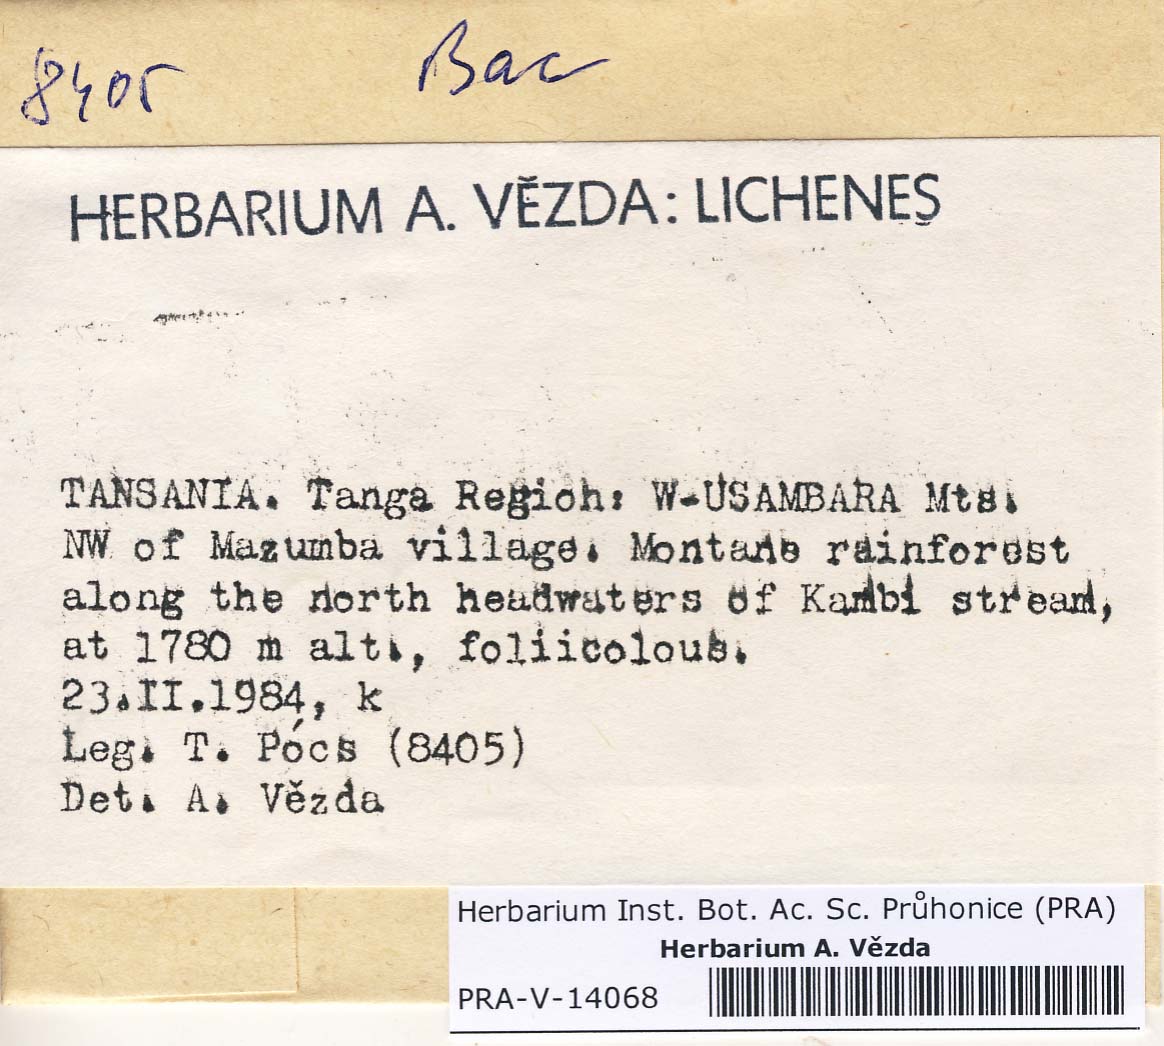 8405 Bac
HERBARIUM A. VĚZDA: LICHENES
TANSANIA. Tanga Region: W-USAMBARA Mts.
NW of Mazumba village. Montane rainforest
along the north headwaters of Kambi stream,
at 1780 m alt., foliicolous.
23.II.1984, k
Leg. T. Pócs (8405)
Det. A. Vězda
Herbarium Inst. Bot. Ac. Sc. Průhonice (PRA)
Herbarium A. Vězda
PRA-V-14068